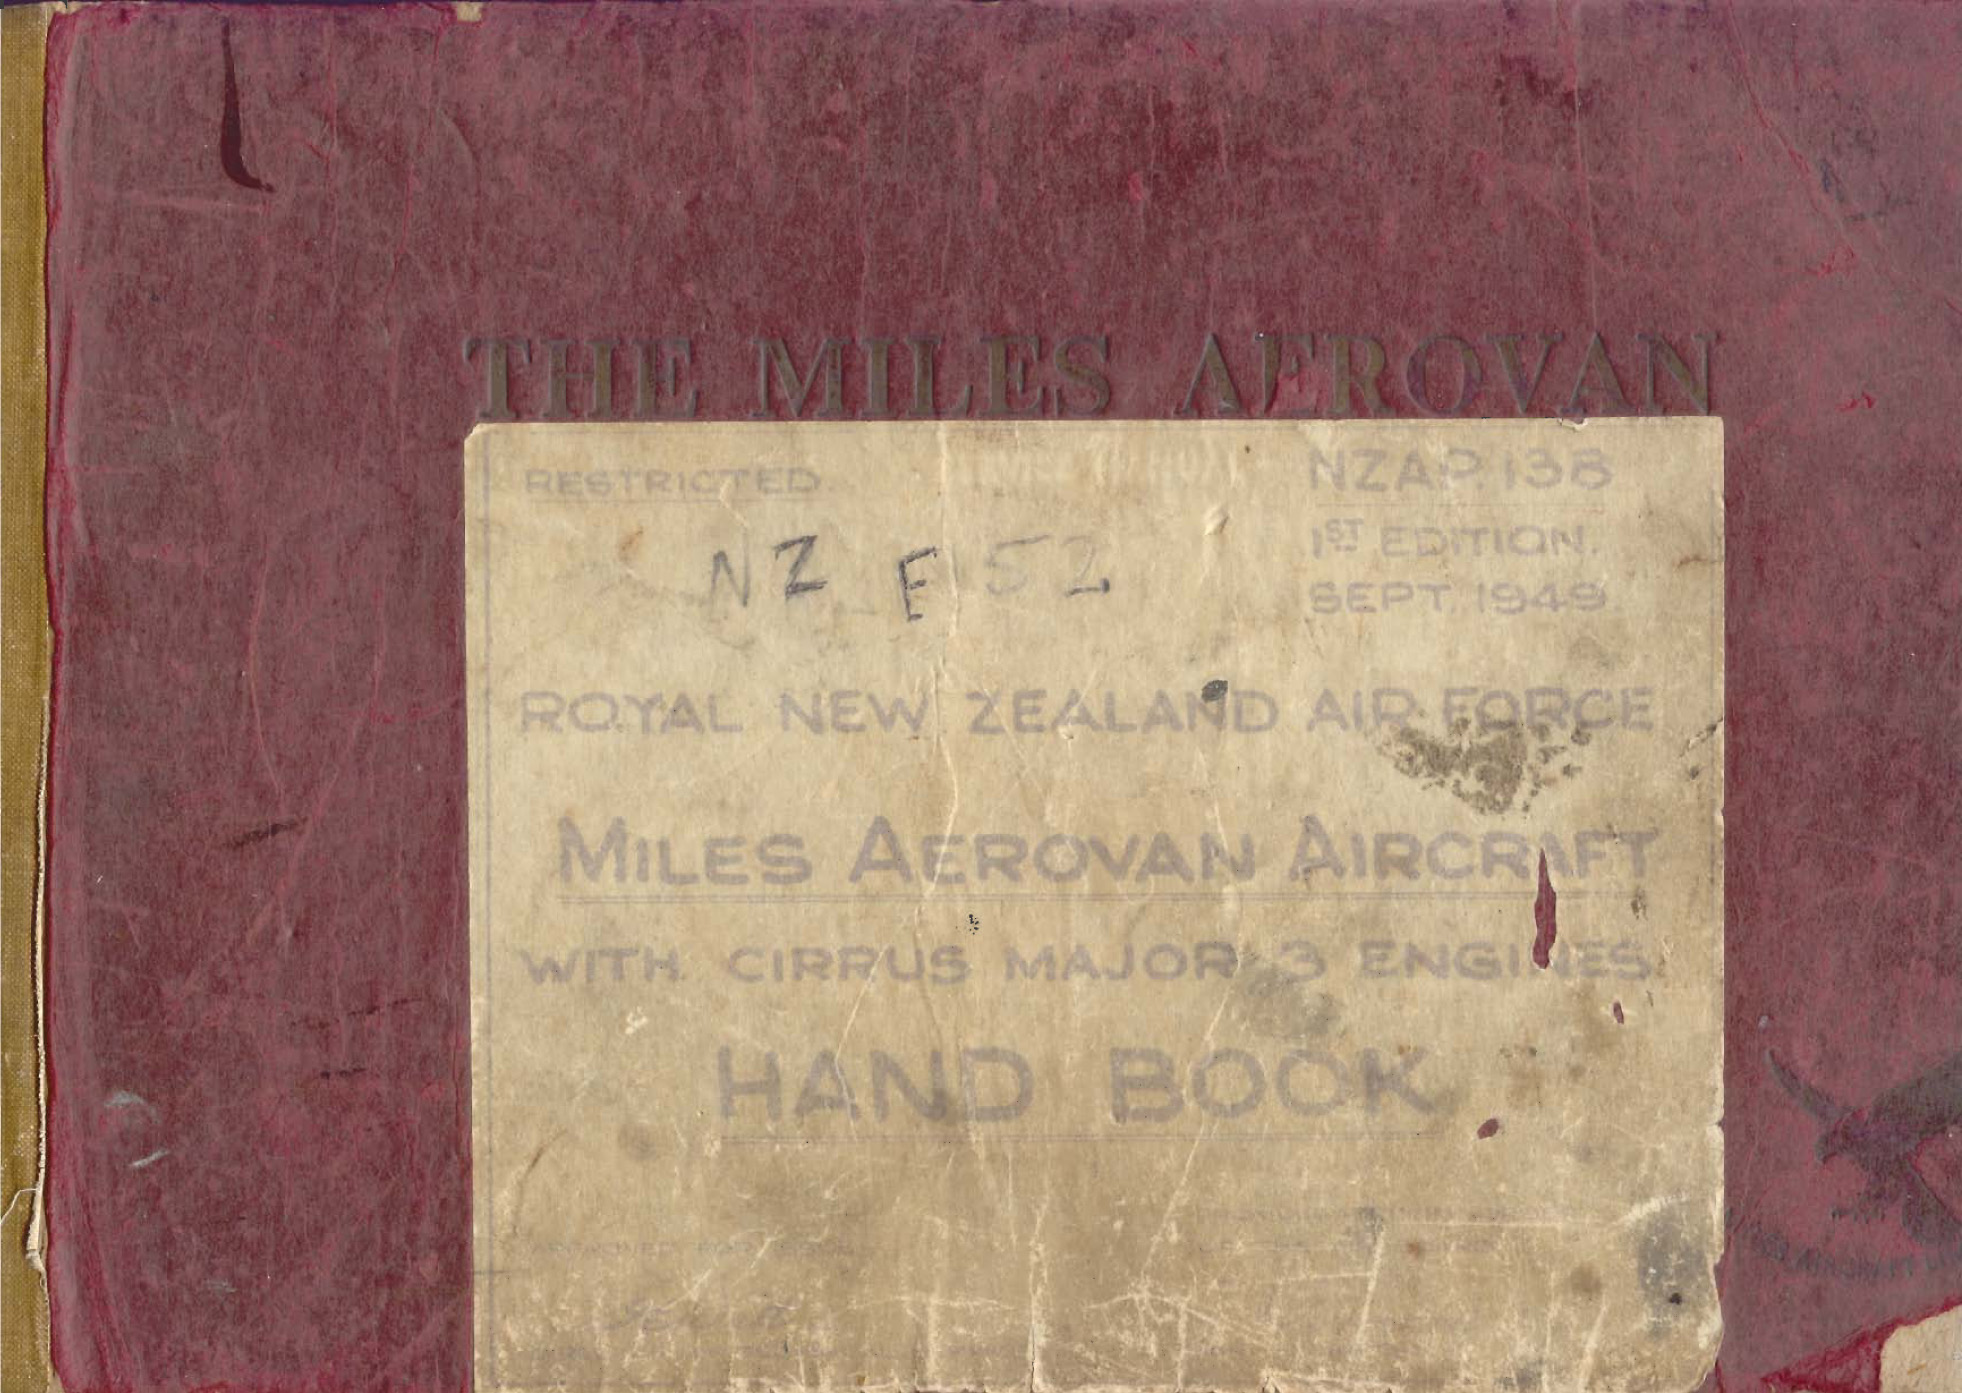 THE MILES AEROVAN
RESTRICTED.
NZAP. 138
1ST EDITION.
SEPT. 1949
NZ E 52
ROYAL NEW ZEALAND AIR FORCE
MILES AEROVAN AIRCRAFT
WITH CIRRUS MAJOR 3 ENGINES
HAND BOOK